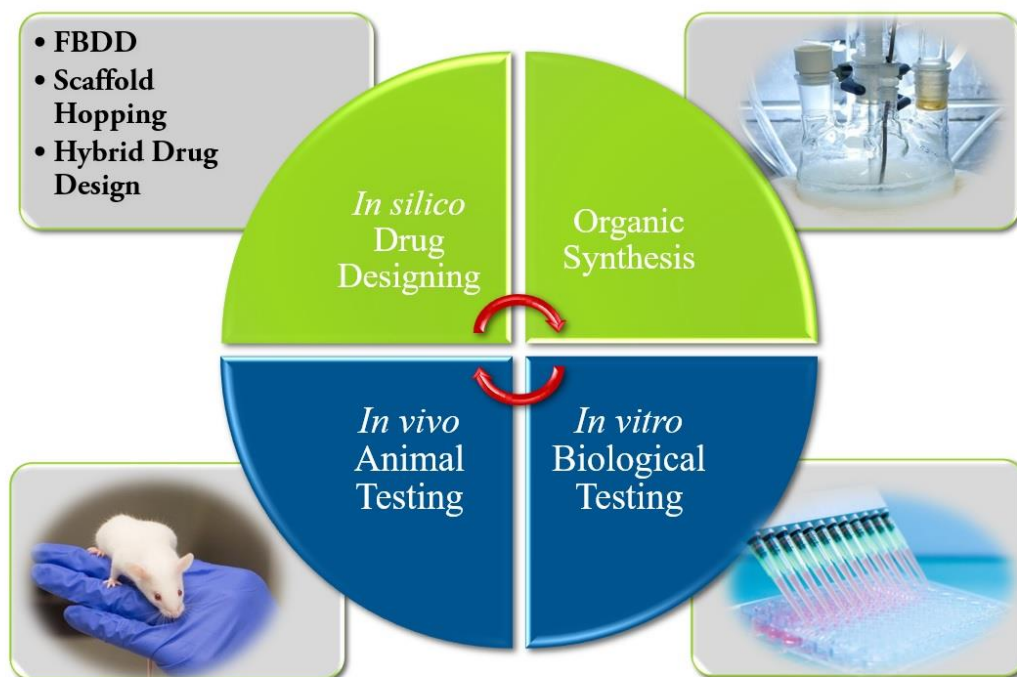 • FBDD
• Scaffold
Hopping
• Hybrid Drug
Design
In silico
Drug
Designing
Organic
Synthesis
In vivo
Animal
Testing
In vitro
Biological
Testing